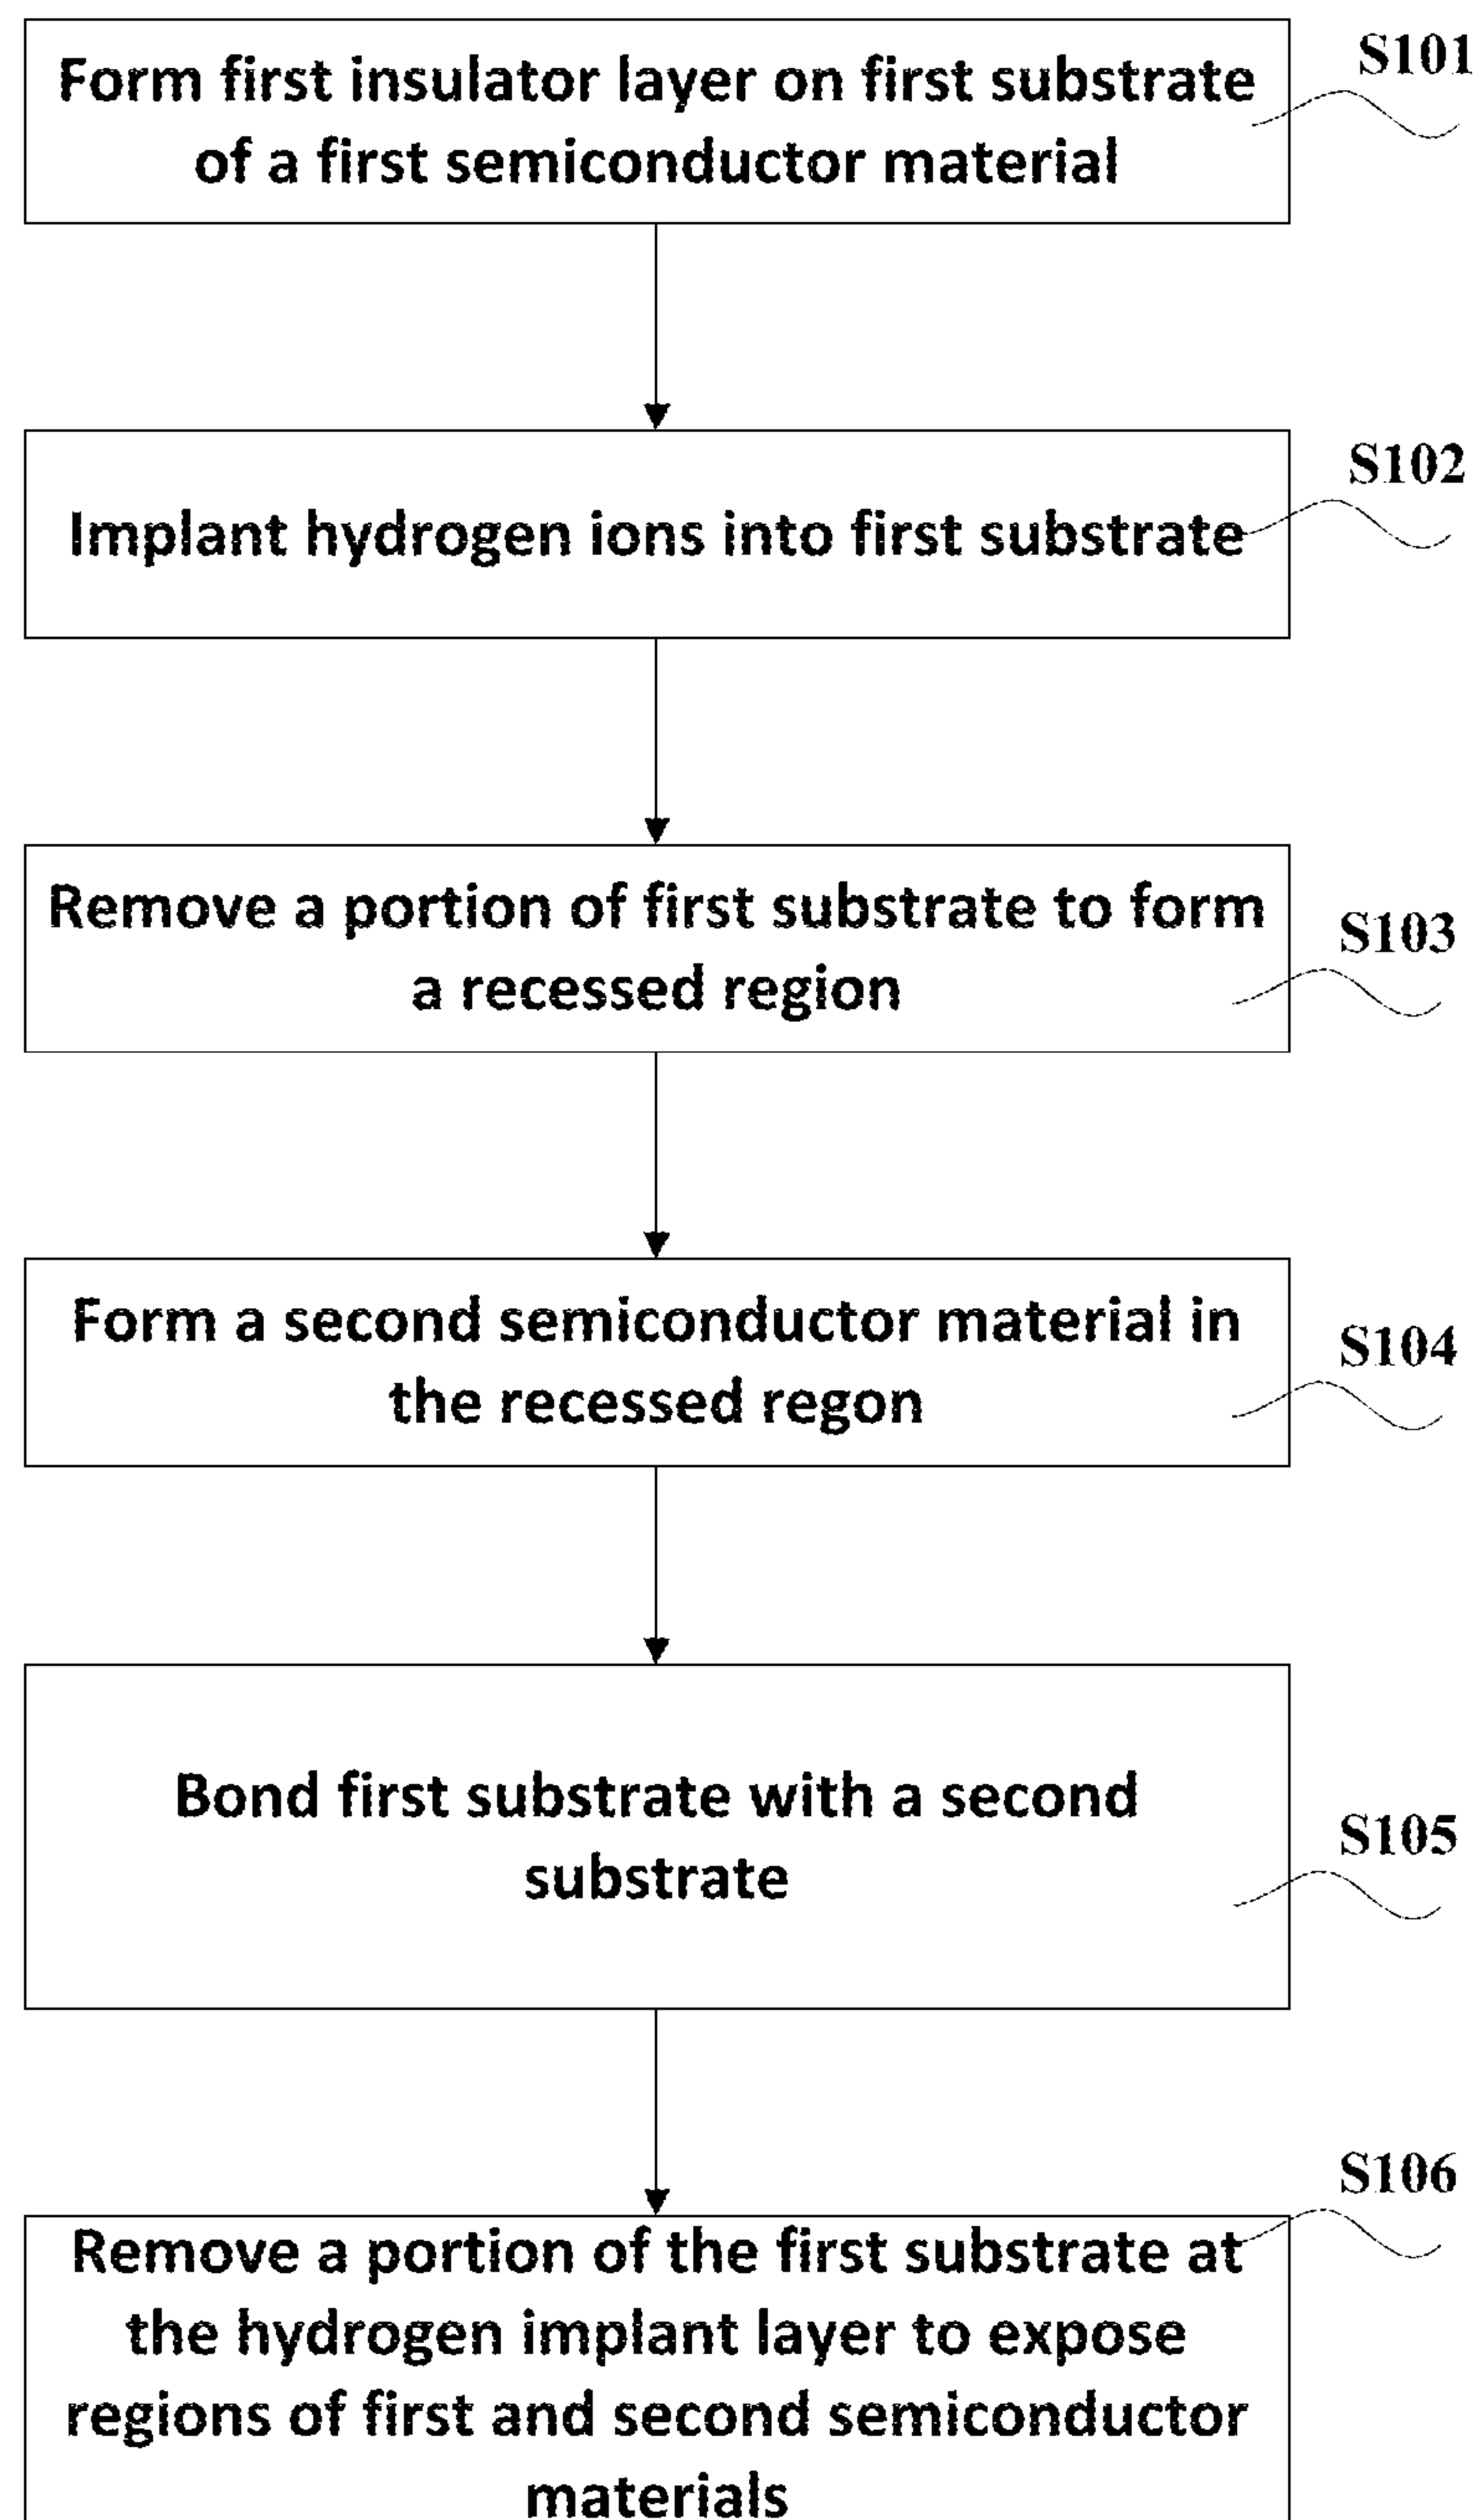 Form first insulator layer on first substrate
of a first semiconductor material
S101
Implant hydrogen ions into first substrate
S102
Remove a portion of first substrate to form
a recessed region
S103
Form a second semiconductor material in
the recessed regon
S104
Bond first substrate with a second
substrate
S105
Remove a portion of the first substrate at
the hydrogen implant layer to expose
regions of first and second semiconductor
materials
S106